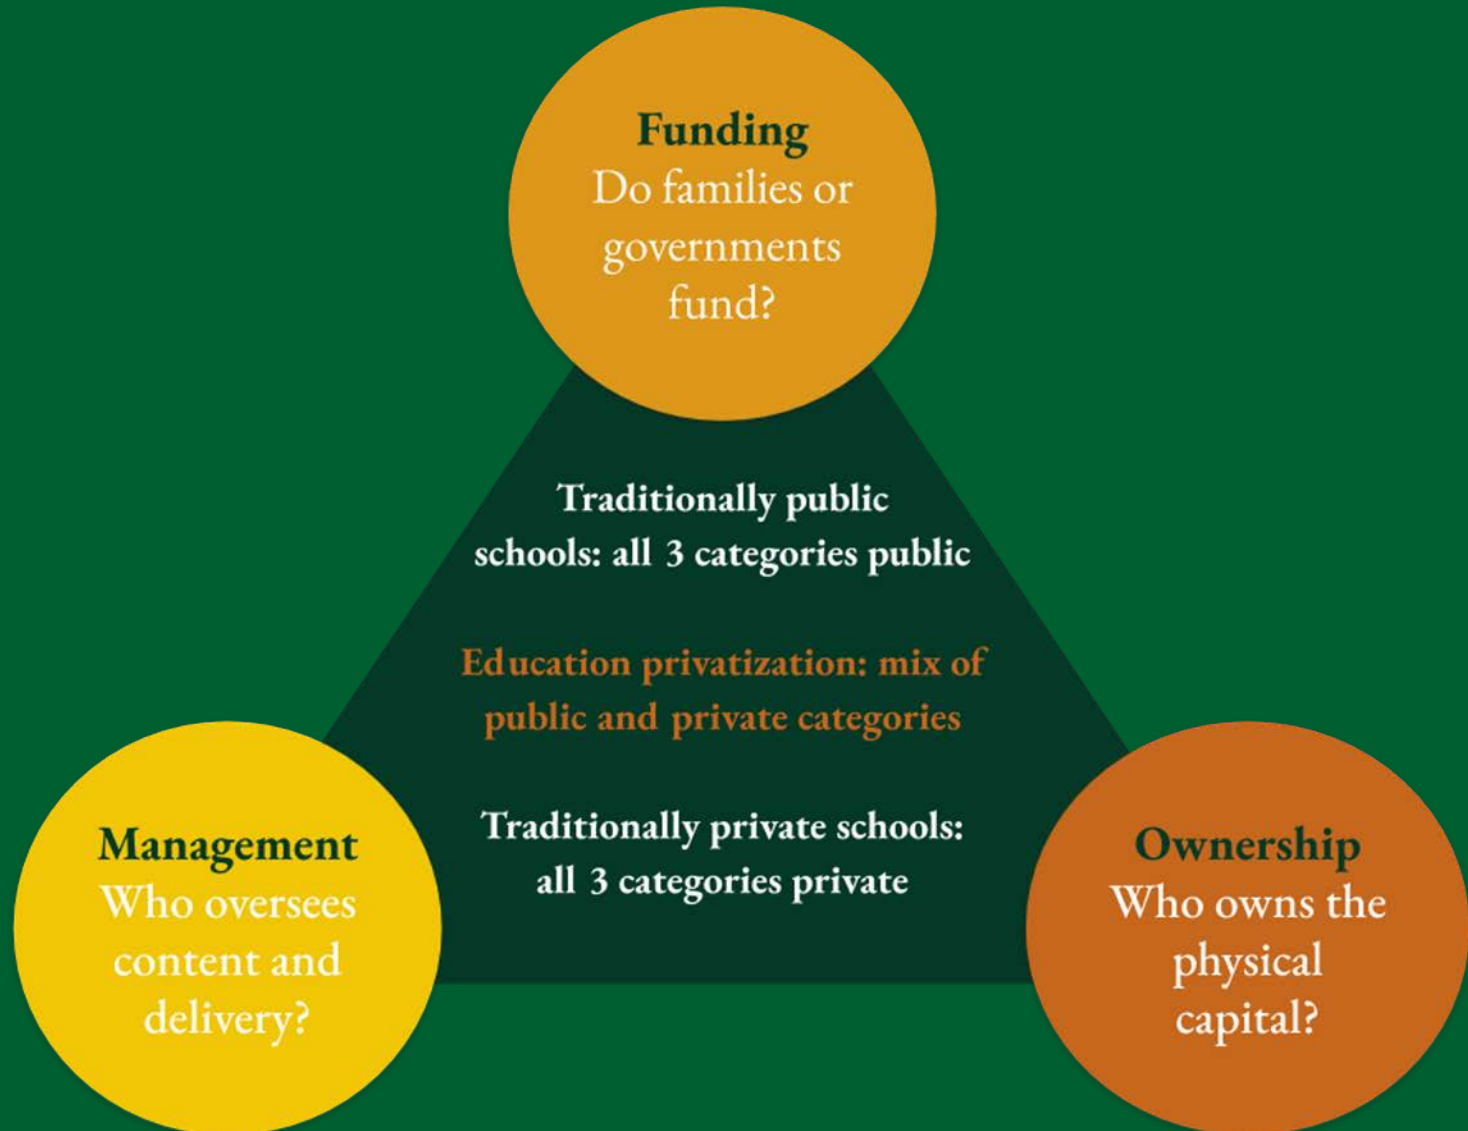 Funding
Do families or
governments
fund?
Traditionally public
schools: all 3 categories public
Education privatization: mix of
public and private categories
Traditionally private schools:
all 3 categories private
Management
Who oversees
content and
delivery?
Ownership
Who owns the
physical
capital?